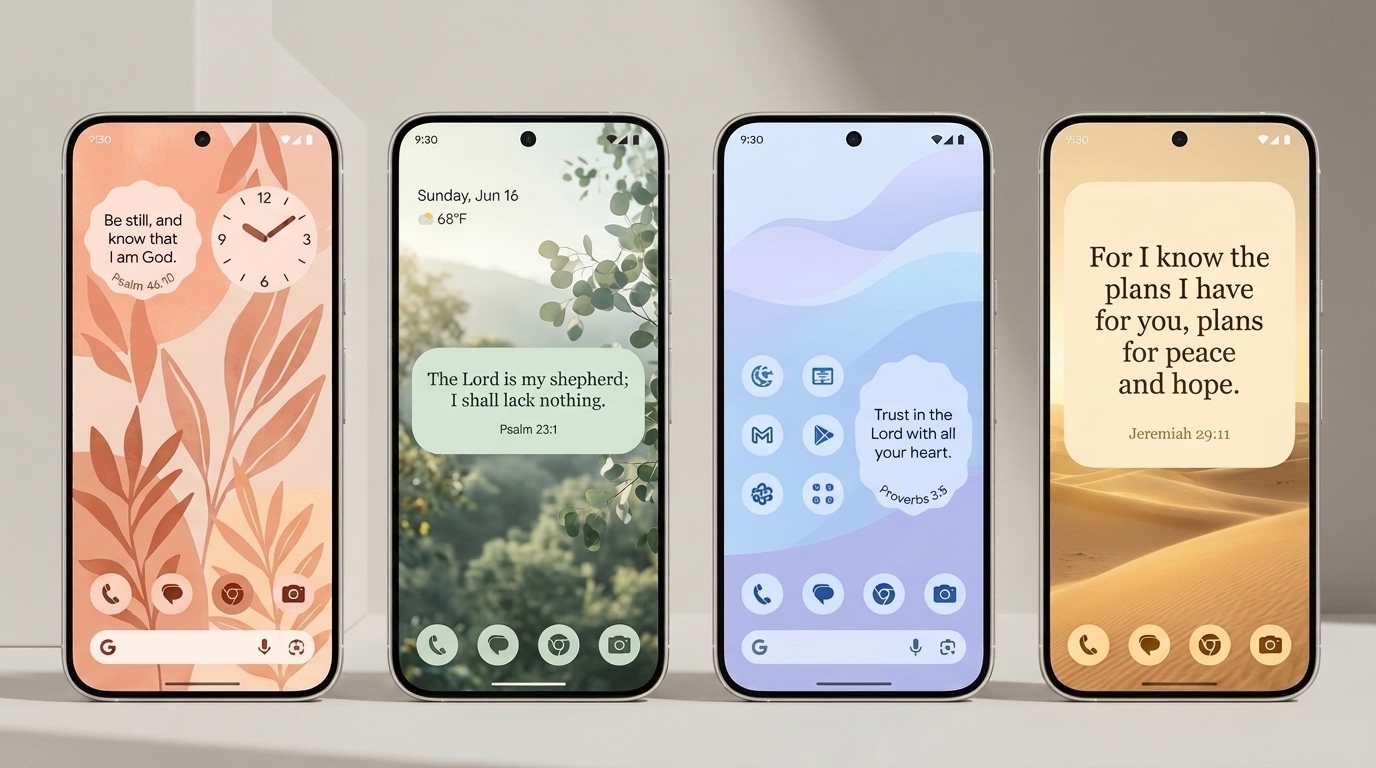 9:30
Be still, and
know that
I am God.
Psalm 46:10
12
9
3
6
G
9:30
Sunday, Jun 16
68°F
The Lord is my shepherd;
I shall lack nothing.
Psalm 23:1
9:30
Trust in the
Lord with all
your heart.
Proverbs 3:5
G
9:30
For I know the
plans I have
for you, plans
for peace
and hope.
Jeremiah 29:11